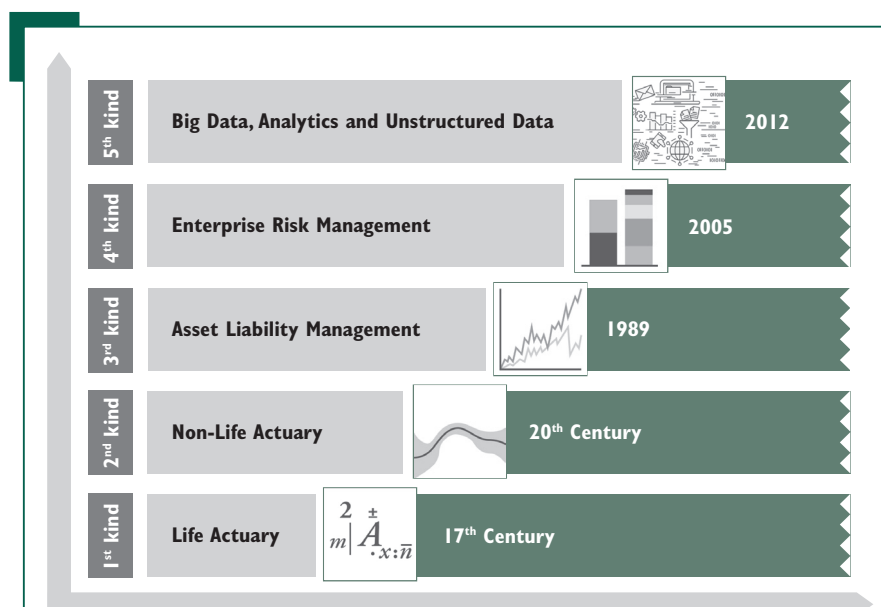 5th kind
Big Data, Analytics and Unstructured Data
2012
4th kind
Enterprise Risk Management
2005
3rd kind
Asset Liability Management
1989
2nd kind
Non-Life Actuary
20th Century
1st kind
Life Actuary
2 ±
m| A
.x:n̅
17th Century